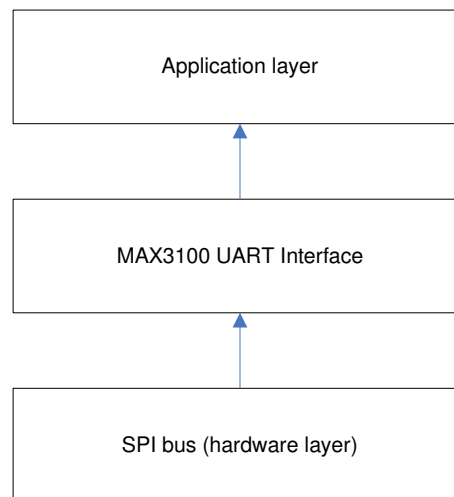 Application layer
MAX3100 UART Interface
SPI bus (hardware layer)